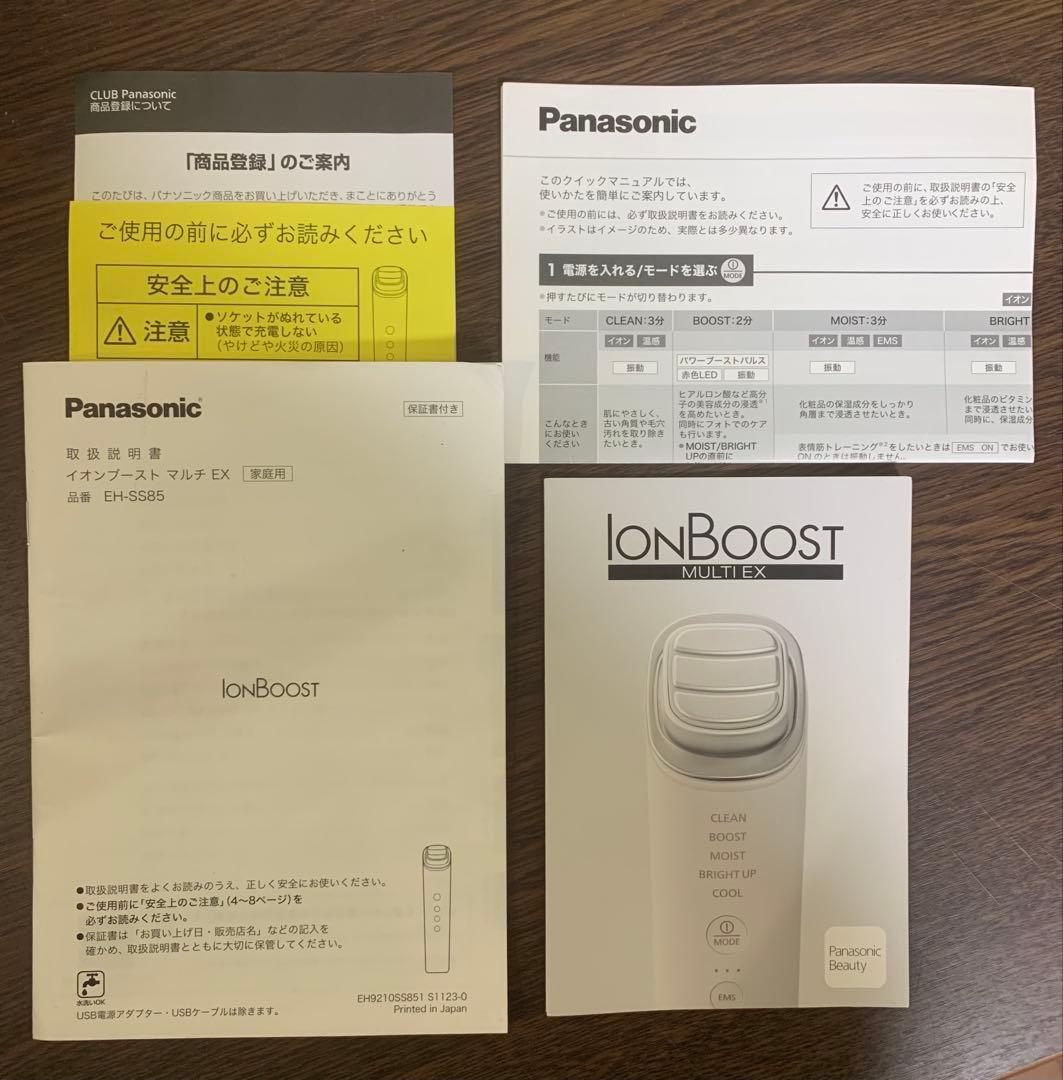 CLUB Panasonic
商品登録について
「商品登録」のご案内
このたびは、パナソニック商品をお買い上げいただき、まことにありがとう
ご使用の前に必ずお読みください
安全上のご注意
注意
●ソケットがぬれている
状態で充電しない
(やけどや火災の原因)
Panasonic
このクイックマニュアルでは、
使いかたを簡単にご案内しています。
*ご使用の前には、必ず取扱説明書をお読みください。
*イラストはイメージのため、実際とは多少異なります。
ご使用の前に、取扱説明書の「安全
上のご注意」を必ずお読みの上、
安全に正しくお使いください。
1 電源を入れる/モードを選ぶ MODE
*押すたびにモードが切り替わります。
イオン
モード CLEAN:3分 BOOST:2分 MOIST:3分 BRIGHT
機能
イオン 温感
振動
パワーブーストパルス
赤色LED 振動
イオン 温感 EMS
振動
イオン 温感
振動
こんなとき
にお使い
ください
肌にやさしく、
古い角質や毛穴
汚れを取り除き
たいとき。
ヒアルロン酸など高分
子の美容成分の浸透※1
を高めたいとき。
同時にフォトでのケア
も行います。
●MOIST/BRIGHT
UPの直前に
化粧品の保湿成分をしっかり
角層まで浸透させたいとき。
表情筋トレーニング※2をしたいときは EMS ON でお使い
ONのときは振動しません。
化粧品のビタミン
まで浸透させたい
同時に、保湿成分
Panasonic
保証書付き
取扱説明書
イオンブースト マルチ EX 家庭用
品番 EH-SS85
IONBOOST
●取扱説明書をよくお読みのうえ、正しく安全にお使いください。
●ご使用前に「安全上のご注意」(4~8ページ)を
必ずお読みください。
●保証書は「お買い上げ日・販売店名」などの記入を
確かめ、取扱説明書とともに大切に保管してください。
水洗いOK
USB電源アダプター・USBケーブルは除きます。
EH9210SS851 S1123-0
Printed in Japan
IONBOOST
MULTI EX
CLEAN
BOOST
MOIST
BRIGHT UP
COOL
MODE
EMS
Panasonic
Beauty